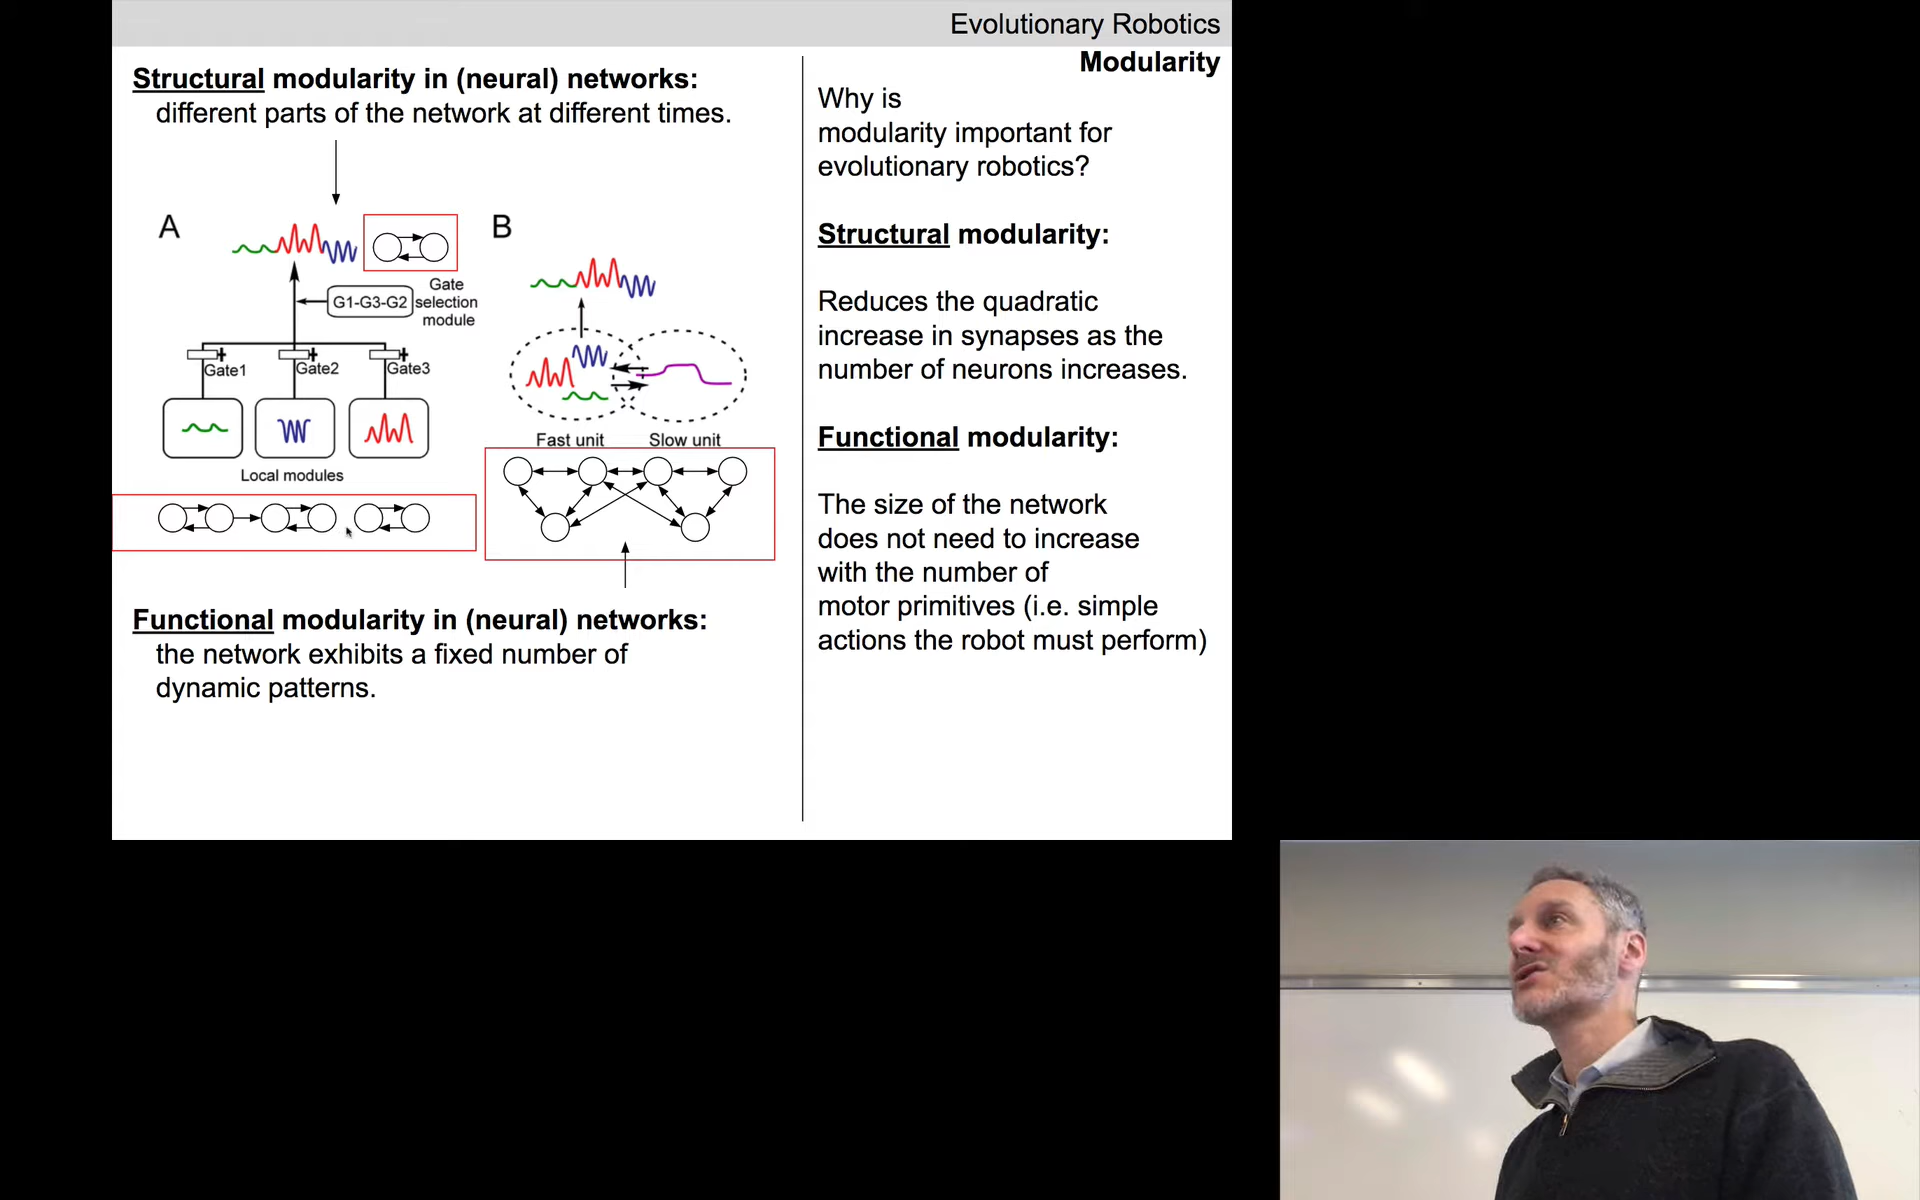 Evolutionary Robotics
Modularity
Structural modularity in (neural) networks:
different parts of the network at different times.
A
G1-G3-G2
Gate
selection
module
Gate1
Gate2
Gate3
Local modules
B
Fast unit
Slow unit
Functional modularity in (neural) networks:
the network exhibits a fixed number of
dynamic patterns.
Why is
modularity important for
evolutionary robotics?
Structural modularity:
Reduces the quadratic
increase in synapses as the
number of neurons increases.
Functional modularity:
The size of the network
does not need to increase
with the number of
motor primitives (i.e. simple
actions the robot must perform)